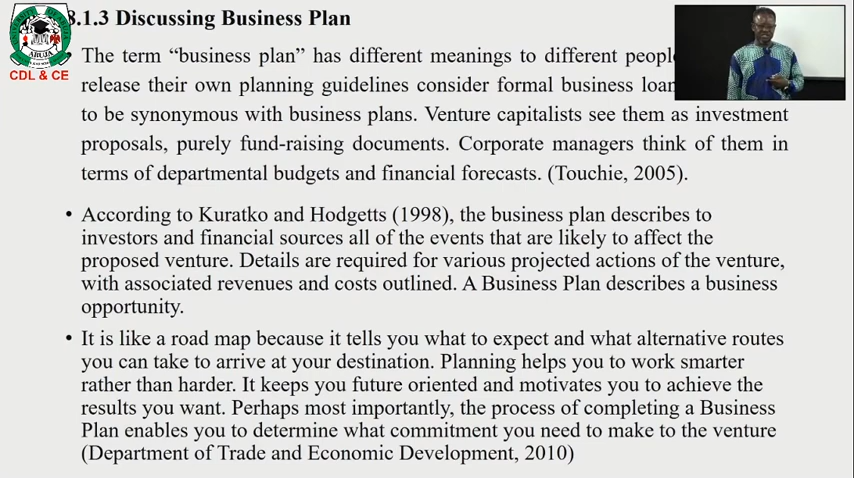 8.1.3 Discussing Business Plan
ABUJA
CDL & CE
• The term “business plan” has different meanings to different people
release their own planning guidelines consider formal business loan
to be synonymous with business plans. Venture capitalists see them as investment
proposals, purely fund-raising documents. Corporate managers think of them in
terms of departmental budgets and financial forecasts. (Touchie, 2005).
• According to Kuratko and Hodgetts (1998), the business plan describes to
investors and financial sources all of the events that are likely to affect the
proposed venture. Details are required for various projected actions of the venture,
with associated revenues and costs outlined. A Business Plan describes a business
opportunity.
• It is like a road map because it tells you what to expect and what alternative routes
you can take to arrive at your destination. Planning helps you to work smarter
rather than harder. It keeps you future oriented and motivates you to achieve the
results you want. Perhaps most importantly, the process of completing a Business
Plan enables you to determine what commitment you need to make to the venture
(Department of Trade and Economic Development, 2010)